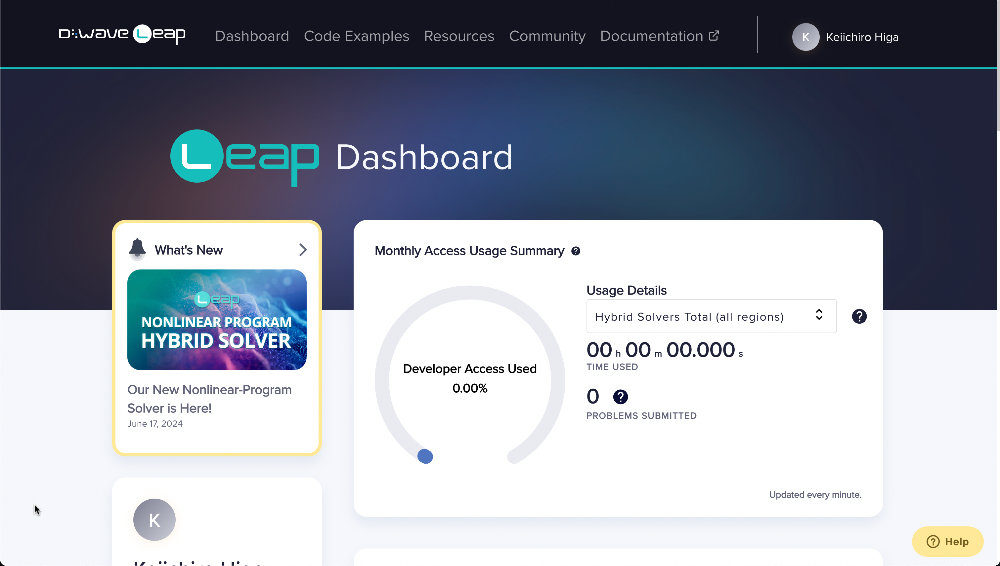 D:Wave Leap
Dashboard
Code Examples
Resources
Community
Documentation
K
Keiichiro Higa
Leap Dashboard
What's New
Leap
NONLINEAR PROGRAM
HYBRID SOLVER
Our New Nonlinear-Program
Solver is Here!
June 17, 2024
K
Keiichiro Higa
Monthly Access Usage Summary ?
Developer Access Used
0.00%
Usage Details
Hybrid Solvers Total (all regions)
?
00 h 00 m 00.000 s
TIME USED
0 ?
PROBLEMS SUBMITTED
Updated every minute.
? Help